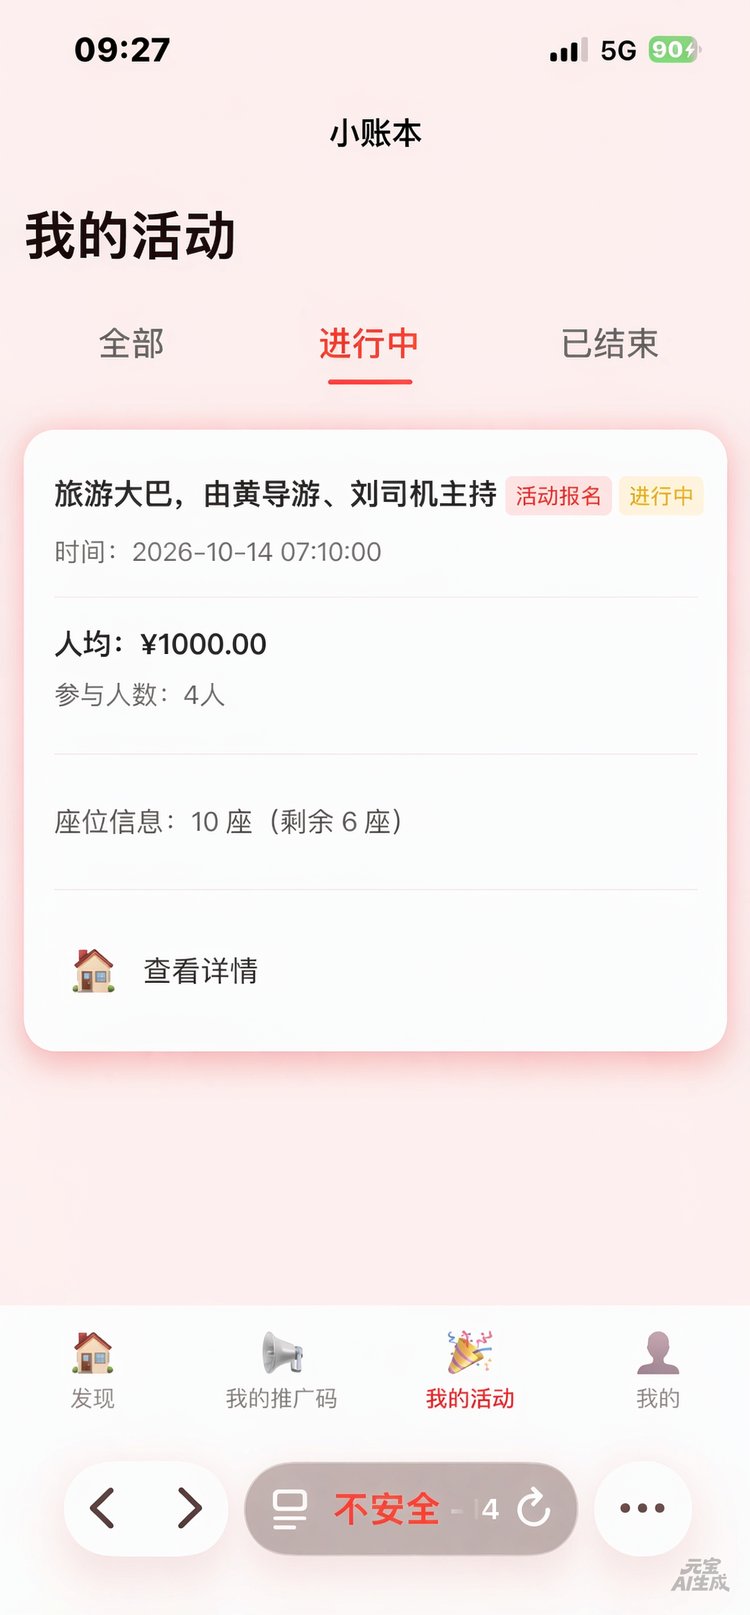 09:27
5G
90
小账本
我的活动
全部
进行中
已结束
旅游大巴，由黄导游、刘司机主持
活动报名
进行中
时间：2026-10-14 07:10:00
人均：¥1000.00
参与人数：4人
座位信息：10 座（剩余 6 座）
查看详情
发现
我的推广码
我的活动
我的
不安全
4
元宝
AI生成